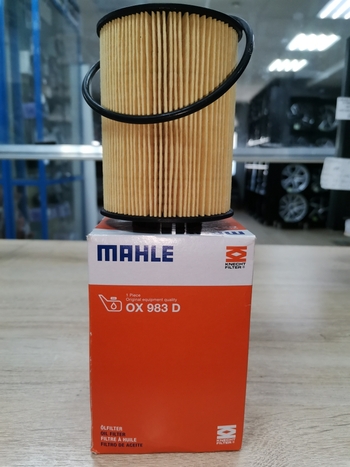 MAHLE
KNECHT
FILTER
1 Piece
Original equipment quality
OX 983 D
ÖLFILTER
OIL FILTER
FILTRE À HUILE
FILTRO DE ACEITE
KNECHT
FILTER